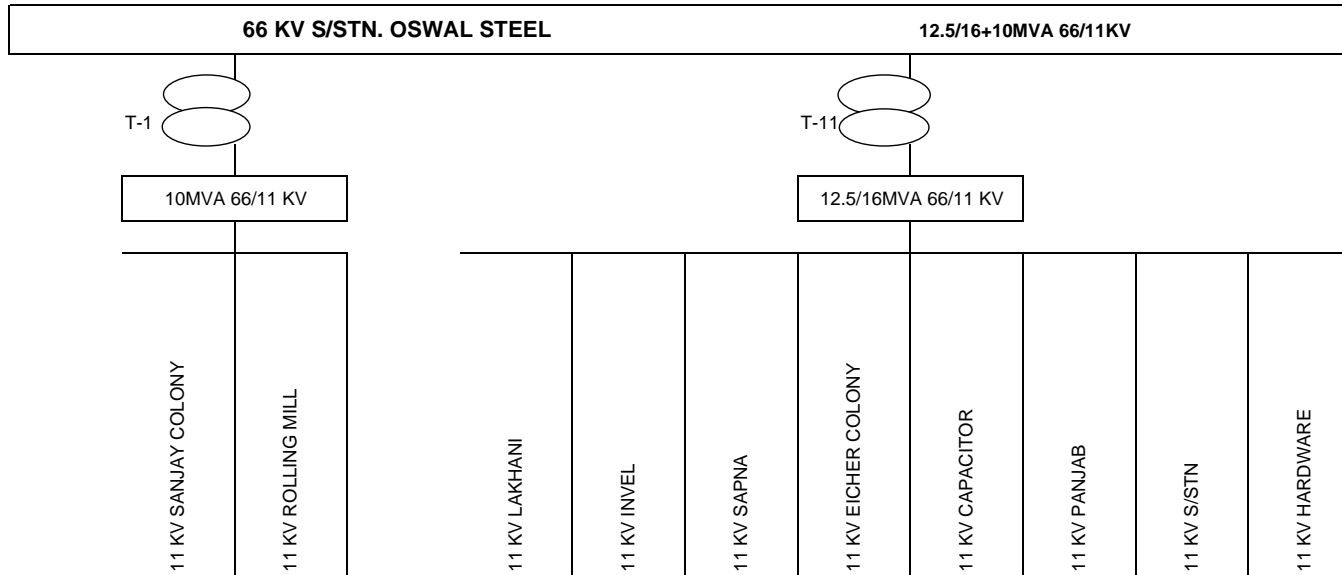 66 KV S/STN. OSWAL STEEL 12.5/16+10MVA 66/11KV
T-1
T-11
10MVA 66/11 KV
12.5/16MVA 66/11 KV
11 KV SANJAY COLONY
11 KV ROLLING MILL
11 KV LAKHANI
11 KV INVEL
11 KV SAPNA
11 KV EICHER COLONY
11 KV CAPACITOR
11 KV PANJAB
11 KV S/STN
11 KV HARDWARE